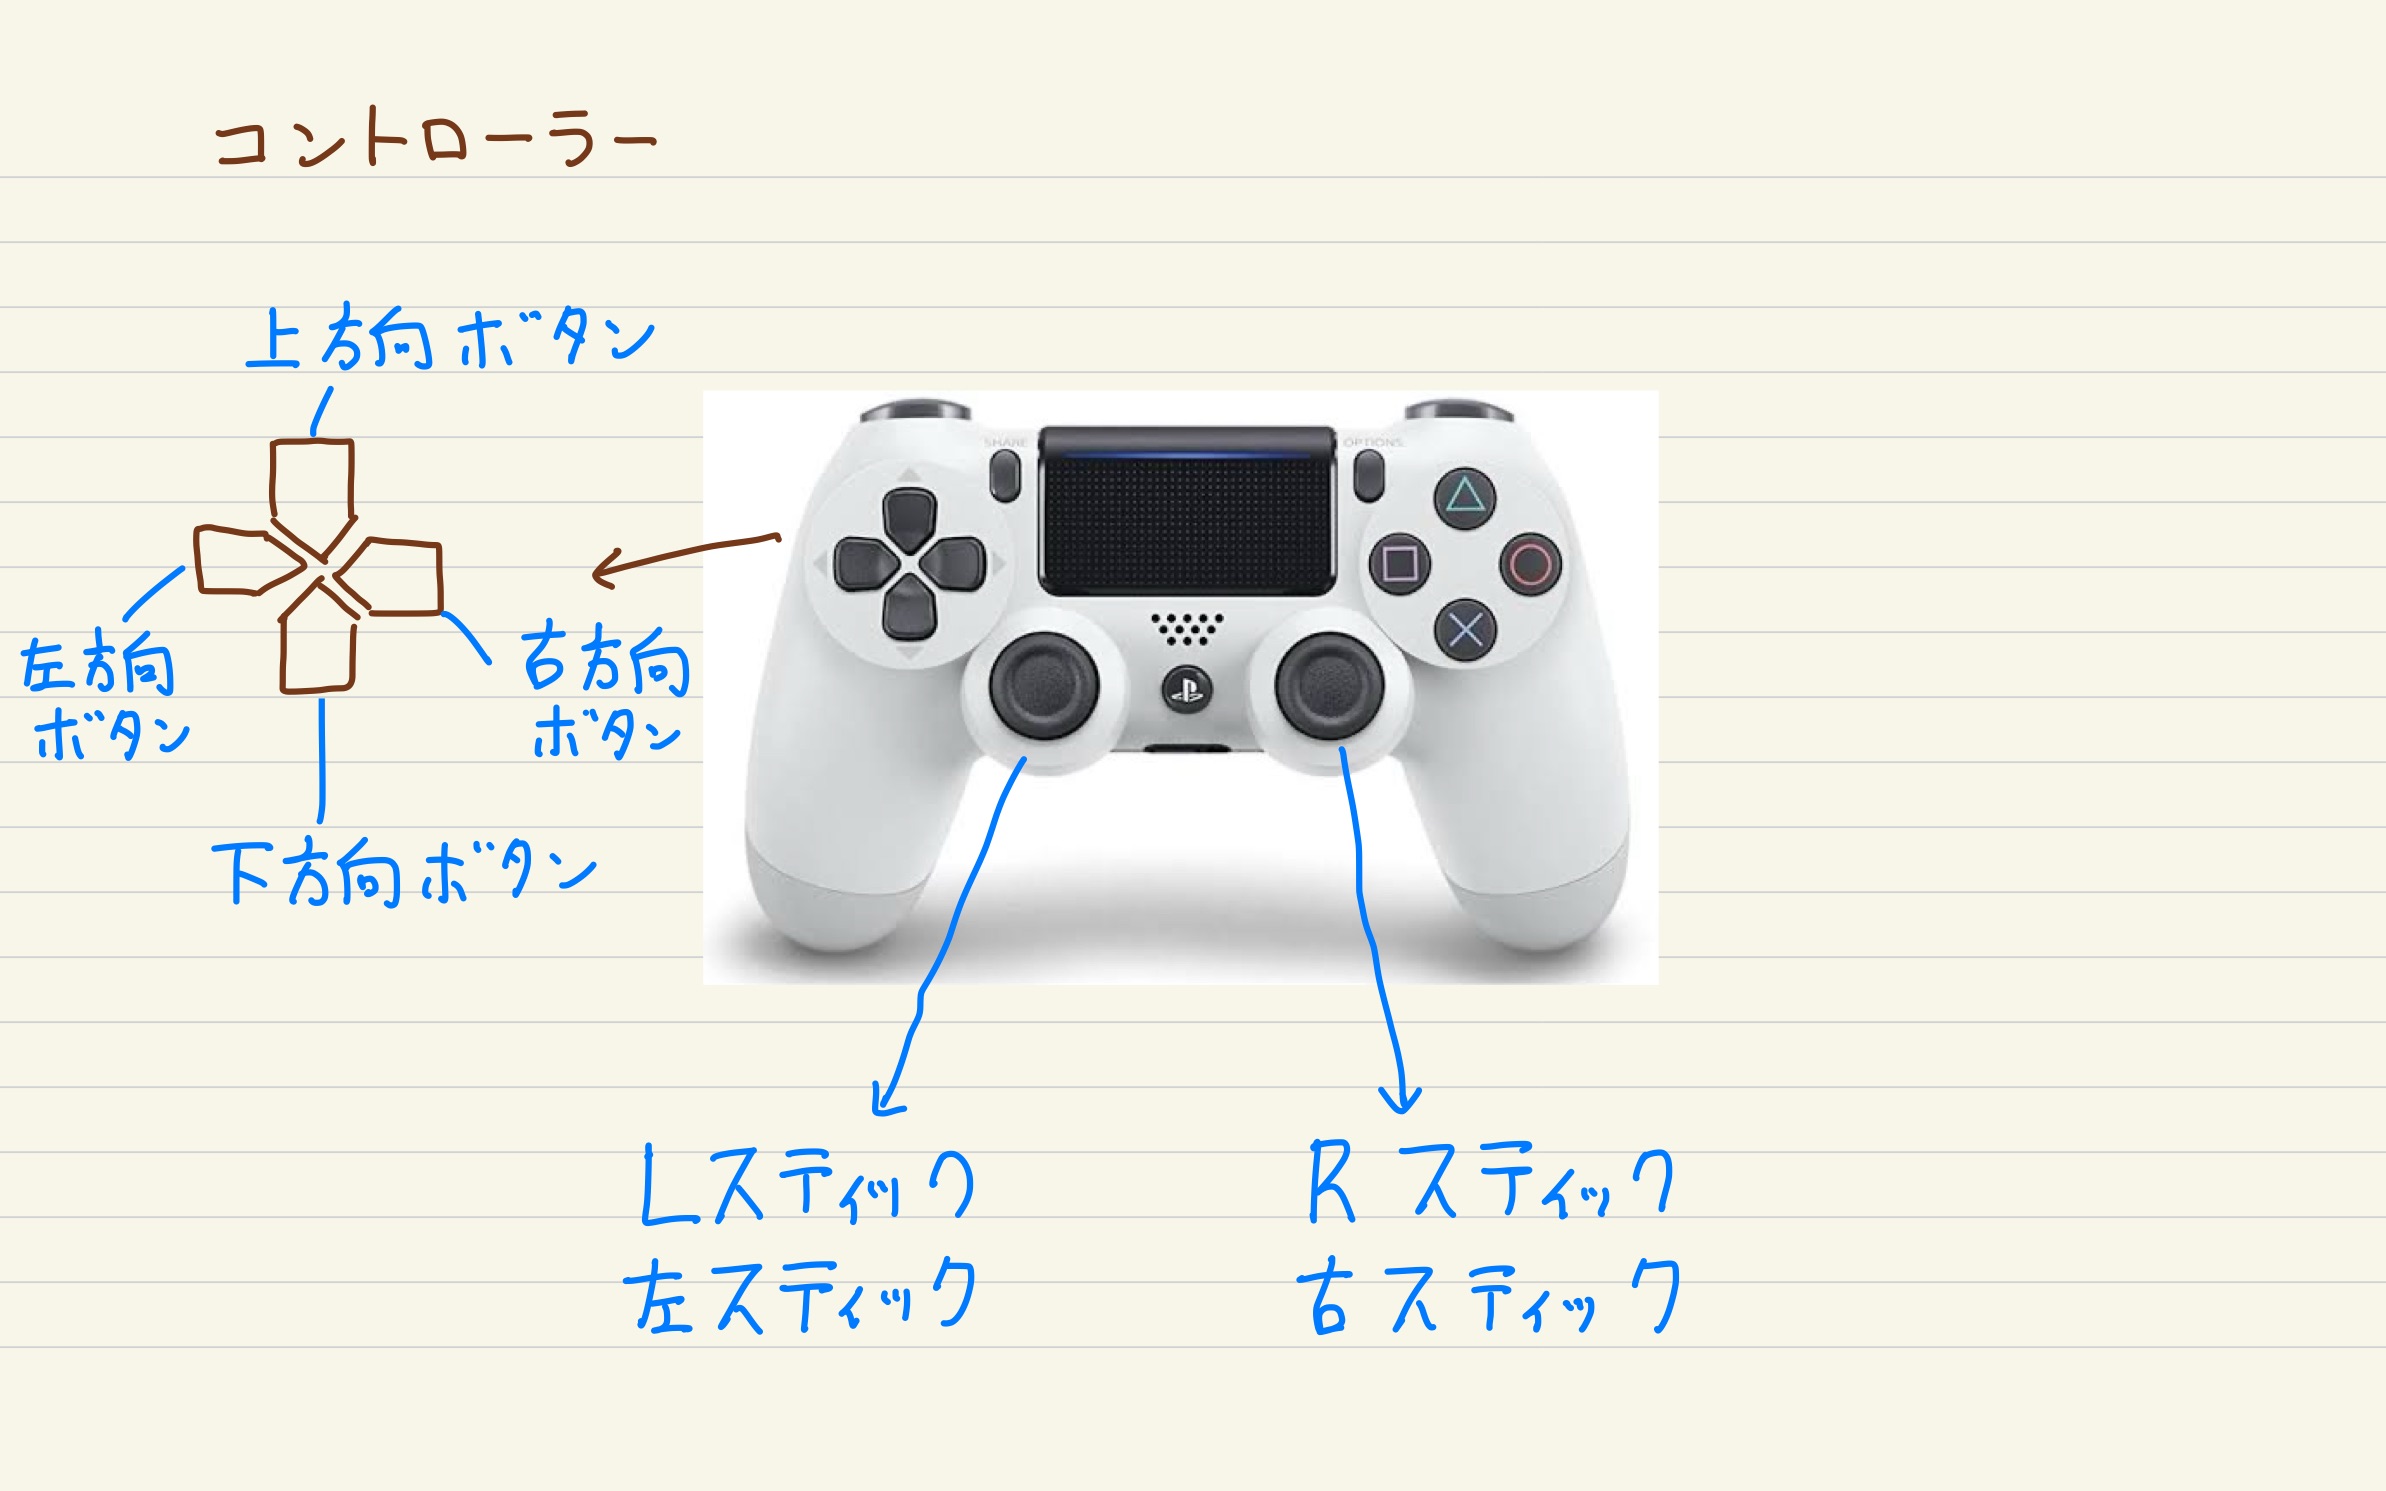 コントローラー
上方向ボタン
SHARE
OPTIONS
左方向
ボタン
右方向
ボタン
下方向ボタン
Lスティック
左スティック
Rスティック
右スティック